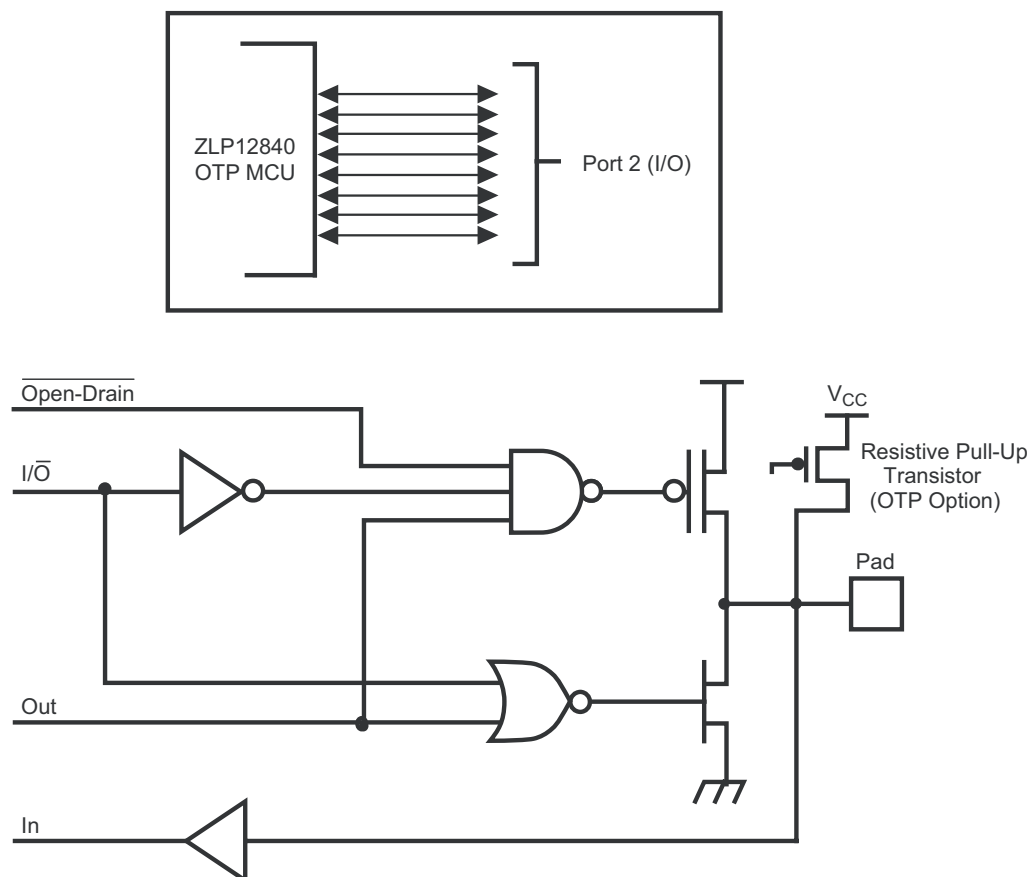 ZLP12840
OTP MCU
Port 2 (I/O)
Open-Drain
VCC
I/O
Resistive Pull-Up
Transistor
(OTP Option)
Pad
Out
In